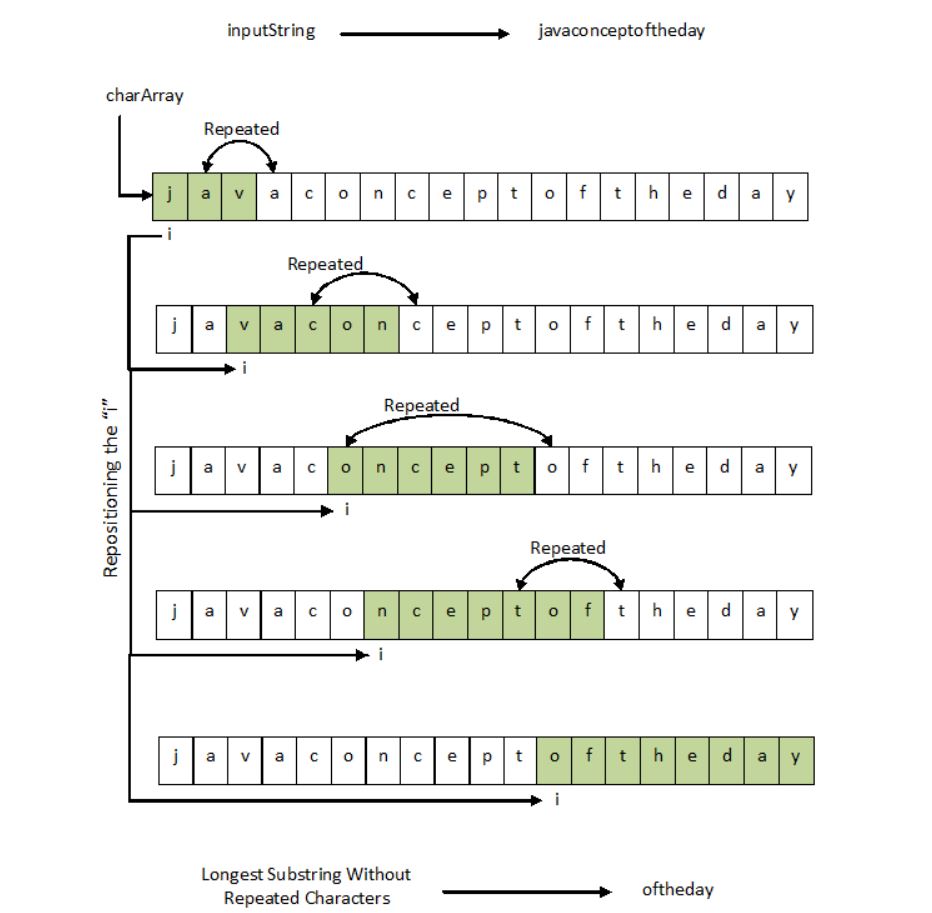 inputString javaconceptoftheday
charArray
Repeated
j a v a c o n c e p t o f t h e d a y
i
Repeated
j a v a c o n c e p t o f t h e d a y
i
Repeated
j a v a c o n c e p t o f t h e d a y
i
Repositioning the “i”
Repeated
j a v a c o n c e p t o f t h e d a y
i
j a v a c o n c e p t o f t h e d a y
i
Longest Substring Without
Repeated Characters
oftheday